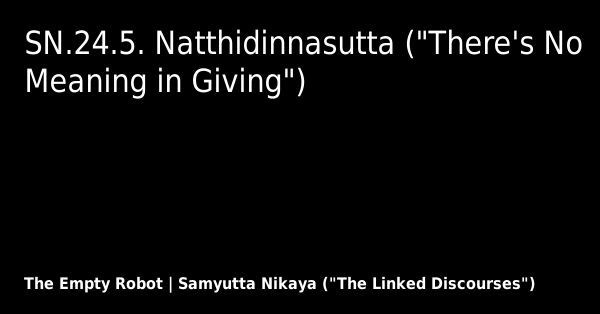 SN.24.5. Natthidinnasutta ("There's No
Meaning in Giving")
The Empty Robot | Samyutta Nikaya ("The Linked Discourses")